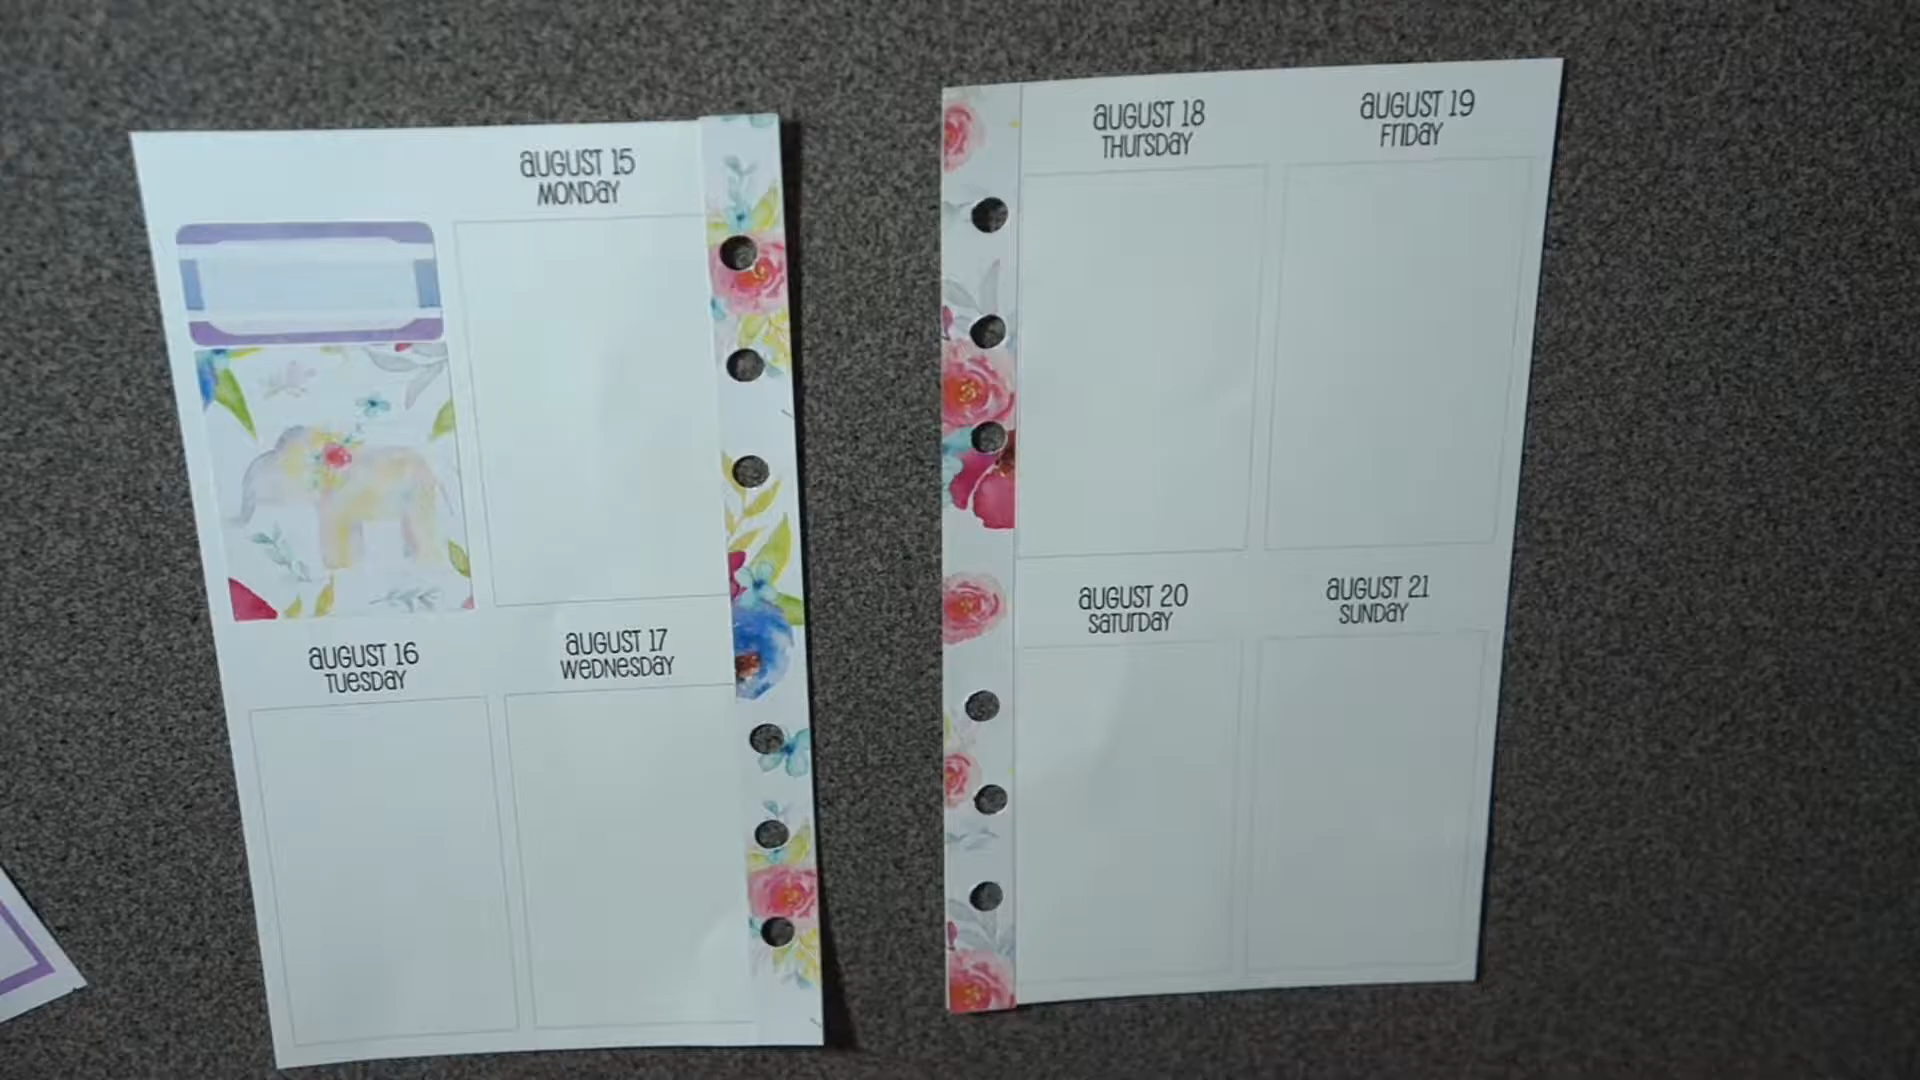 august 15
monday
august 16
tuesday
august 17
wednesday
august 18
thursday
august 19
friday
august 20
saturday
august 21
sunday